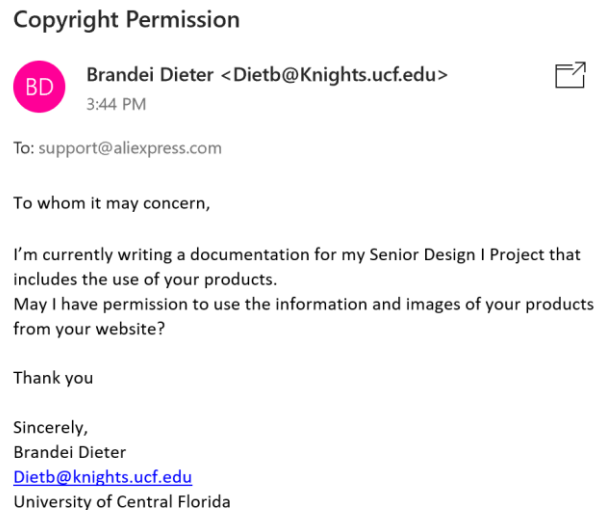 Copyright Permission
BD
Brandei Dieter <Dietb@Knights.ucf.edu>
3:44 PM
To: support@aliexpress.com
To whom it may concern,
I'm currently writing a documentation for my Senior Design I Project that
includes the use of your products.
May I have permission to use the information and images of your products
from your website?
Thank you
Sincerely,
Brandei Dieter
Dietb@knights.ucf.edu
University of Central Florida